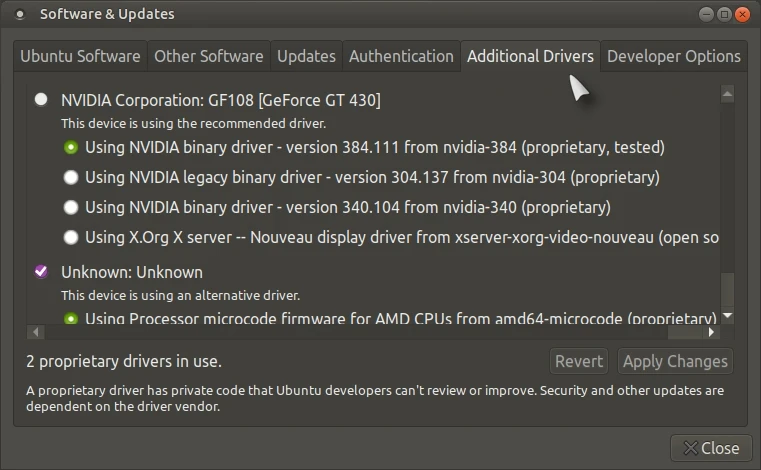 Software & Updates
Ubuntu Software Other Software Updates Authentication Additional Drivers Developer Options
NVIDIA Corporation: GF108 [GeForce GT 430]
This device is using the recommended driver.
Using NVIDIA binary driver - version 384.111 from nvidia-384 (proprietary, tested)
Using NVIDIA legacy binary driver - version 304.137 from nvidia-304 (proprietary)
Using NVIDIA binary driver - version 340.104 from nvidia-340 (proprietary)
Using X.Org X server -- Nouveau display driver from xserver-xorg-video-nouveau (open so
Unknown: Unknown
This device is using an alternative driver.
Using Processor microcode firmware for AMD CPUs from amd64-microcode (proprietary)
2 proprietary drivers in use.
Revert Apply Changes
A proprietary driver has private code that Ubuntu developers can't review or improve. Security and other updates are
dependent on the driver vendor.
Close